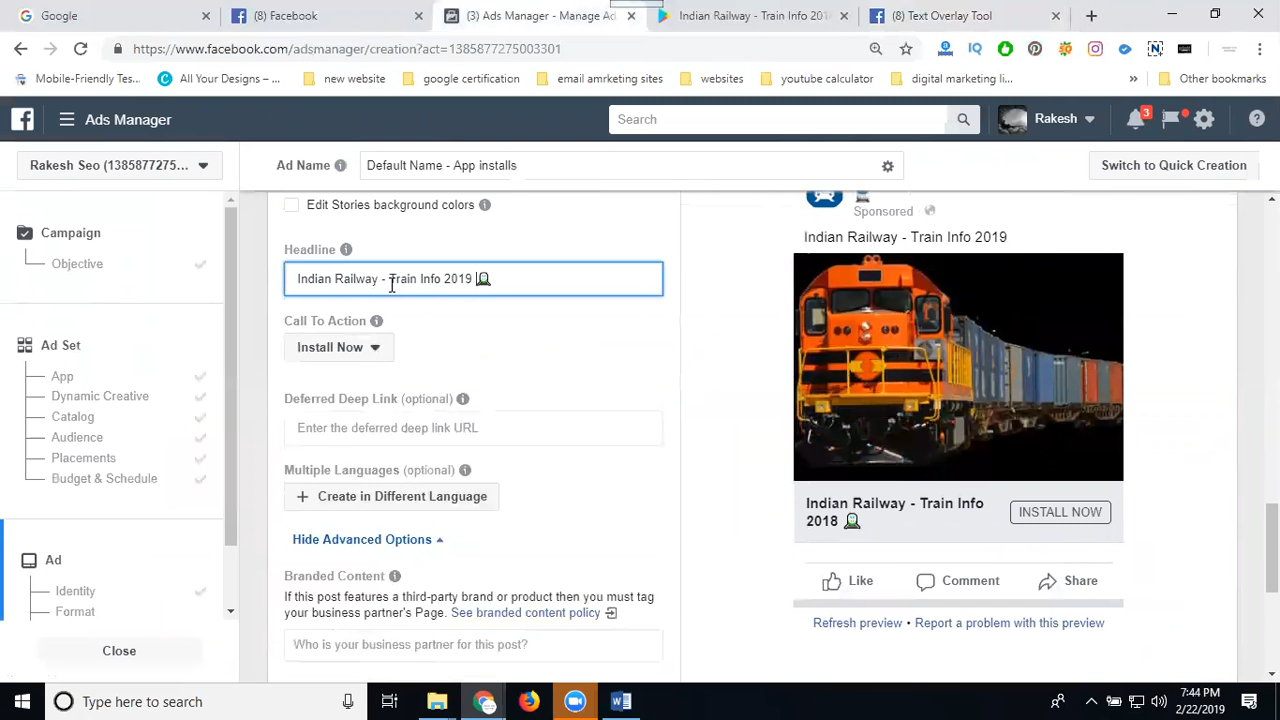 Google
(8) Facebook
(3) Ads Manager - Manage Ad
Indian Railway - Train Info 201
(8) Text Overlay Tool
https://www.facebook.com/adsmanager/creation?act=1385877275003301
Mobile-Friendly Tes...
All Your Designs – ...
new website
google certification
email amrketing sites
websites
youtube calculator
digital marketing li...
Other bookmarks
Ads Manager
Search
Rakesh
3
Rakesh Seo (1385877275...
Ad Name
Default Name - App installs
Switch to Quick Creation
Campaign
Objective
Ad Set
App
Dynamic Creative
Catalog
Audience
Placements
Budget & Schedule
Ad
Identity
Format
Close
Edit Stories background colors
Headline
Indian Railway - Train Info 2019
Call To Action
Install Now
Deferred Deep Link (optional)
Enter the deferred deep link URL
Multiple Languages (optional)
+ Create in Different Language
Hide Advanced Options
Branded Content
If this post features a third-party brand or product then you must tag
your business partner's Page. See branded content policy
Who is your business partner for this post?
Sponsored
Indian Railway - Train Info 2019
Indian Railway - Train Info
2018
INSTALL NOW
Like
Comment
Share
Refresh preview • Report a problem with this preview
Type here to search
7:44 PM
2/22/2019